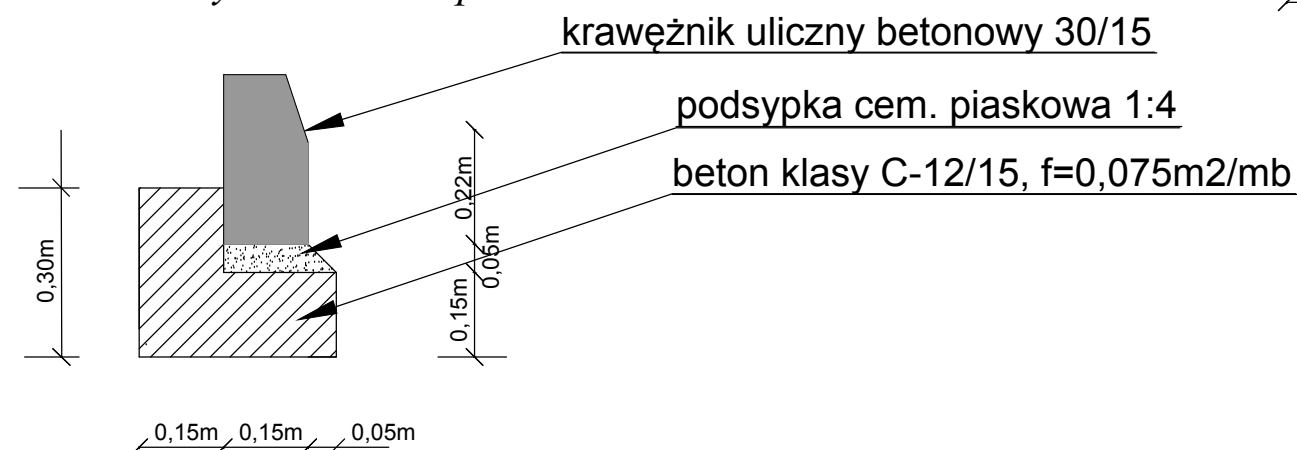 krawężnik uliczny betonowy 30/15
podsypka cem. piaskowa 1:4
beton klasy C-12/15, f=0,075m2/mb
0,22m
0,05m
0,15m
0,30m
0,15m 0,15m 0,05m